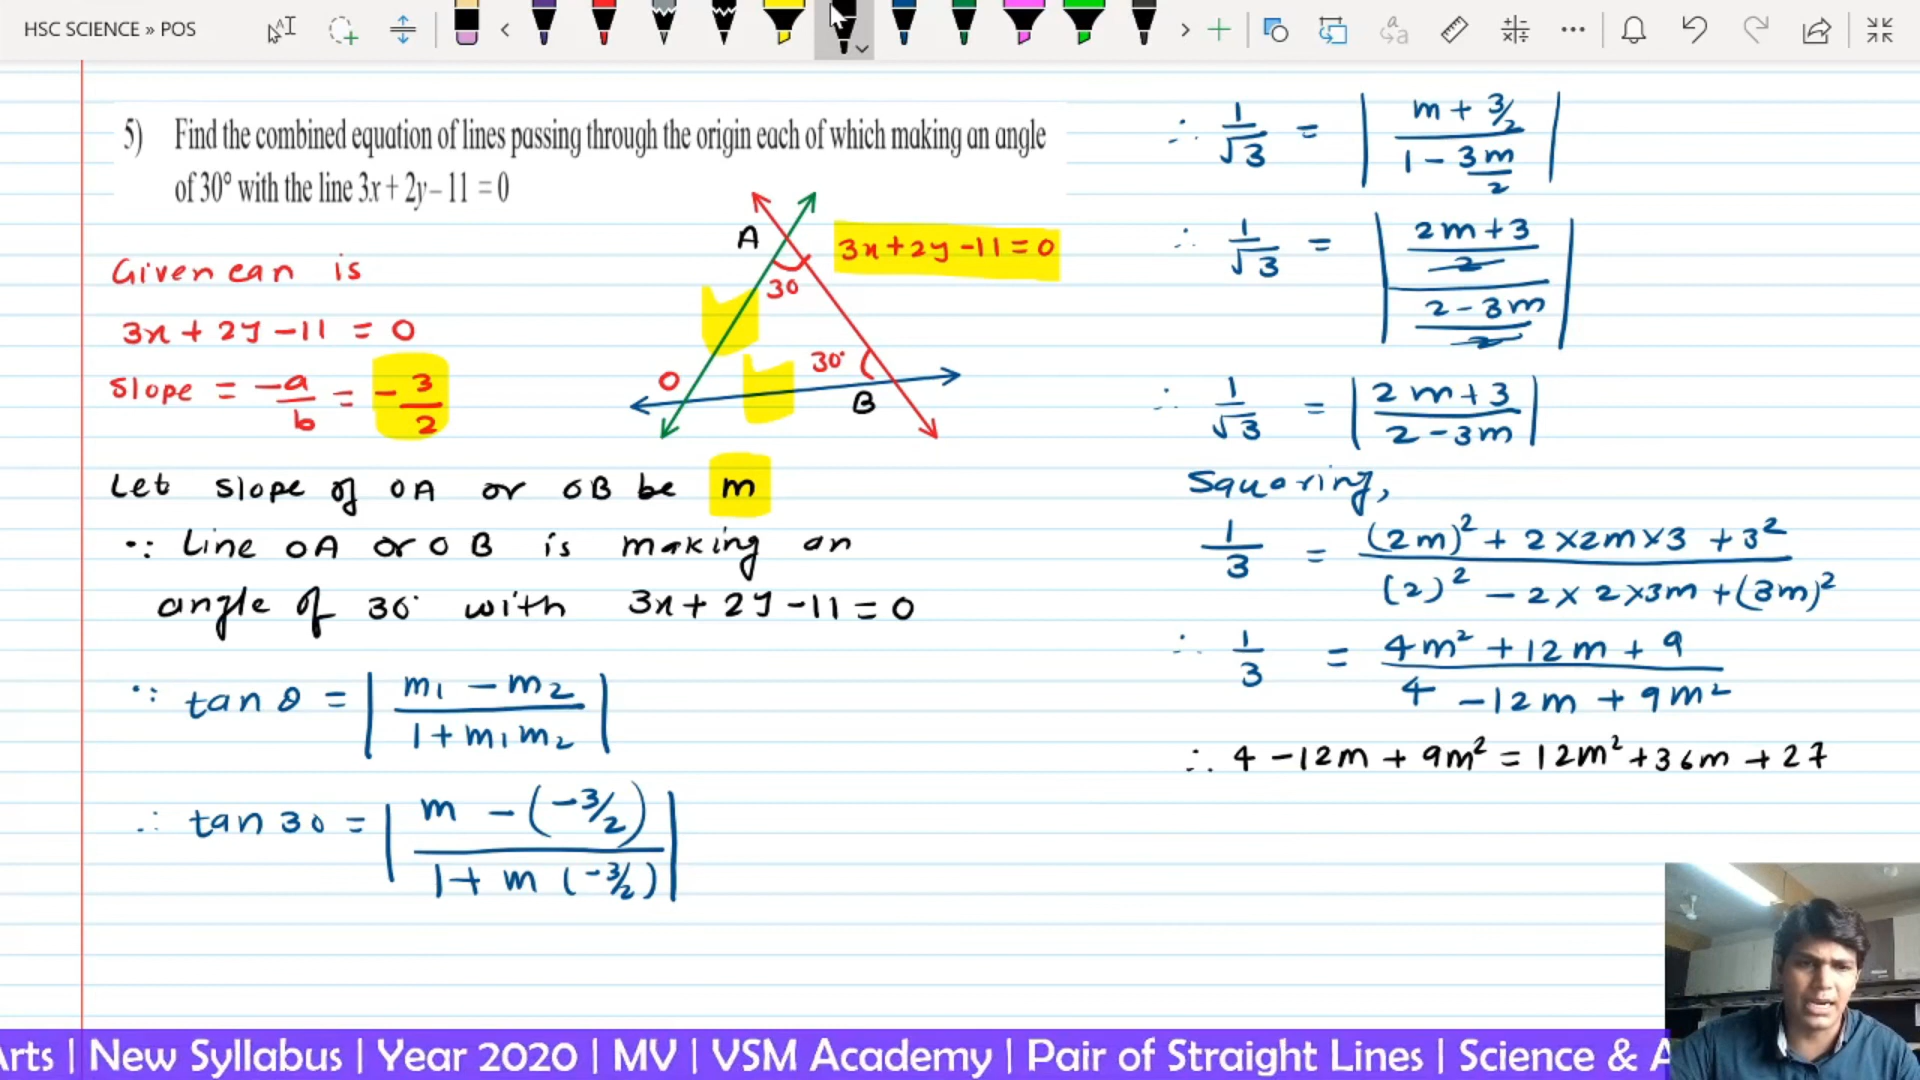 HSC SCIENCE » POS
5) Find the combined equation of lines passing through the origin each of which making an angle
of 30° with the line 3x + 2y – 11 = 0
Given eqn is
3x + 2y - 11 = 0
Slope = -a/b = -3/2
A
3x + 2y - 11 = 0
30
30°
O
B
Let slope of OA or OB be m
∵ Line OA or OB is making an
angle of 30° with 3x + 2y - 11 = 0
∵ tan θ = | (m₁ - m₂) / (1 + m₁m₂) |
∴ tan 30 = | (m - (-3/2)) / (1 + m (-3/2)) |
∴ 1/√3 = | (m + 3/2) / (1 - 3m/2) |
∴ 1/√3 = | ((2m + 3)/2) / ((2 - 3m)/2) |
∴ 1/√3 = | (2m + 3) / (2 - 3m) |
Squaring,
1/3 = ((2m)² + 2×2m×3 + 3²) / ((2)² - 2×2×3m + (3m)²)
∴ 1/3 = (4m² + 12m + 9) / (4 - 12m + 9m²)
∴ 4 - 12m + 9m² = 12m² + 36m + 27
Arts | New Syllabus | Year 2020 | MV | VSM Academy | Pair of Straight Lines | Science & A